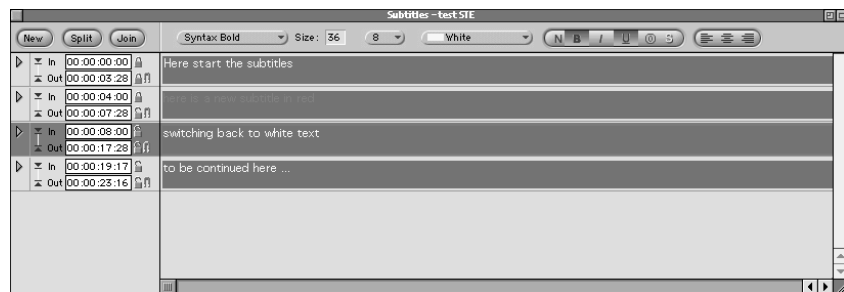 Subtitles – test STE
New Split Join Syntax Bold Size: 36 8 White N B I U O S
In 00:00:00:00 Here start the subtitles
Out 00:00:03:28
In 00:00:04:00 here is a new subtitle in red
Out 00:00:07:28
In 00:00:08:00 switching back to white text
Out 00:00:17:28
In 00:00:19:17 to be continued here ...
Out 00:00:23:16